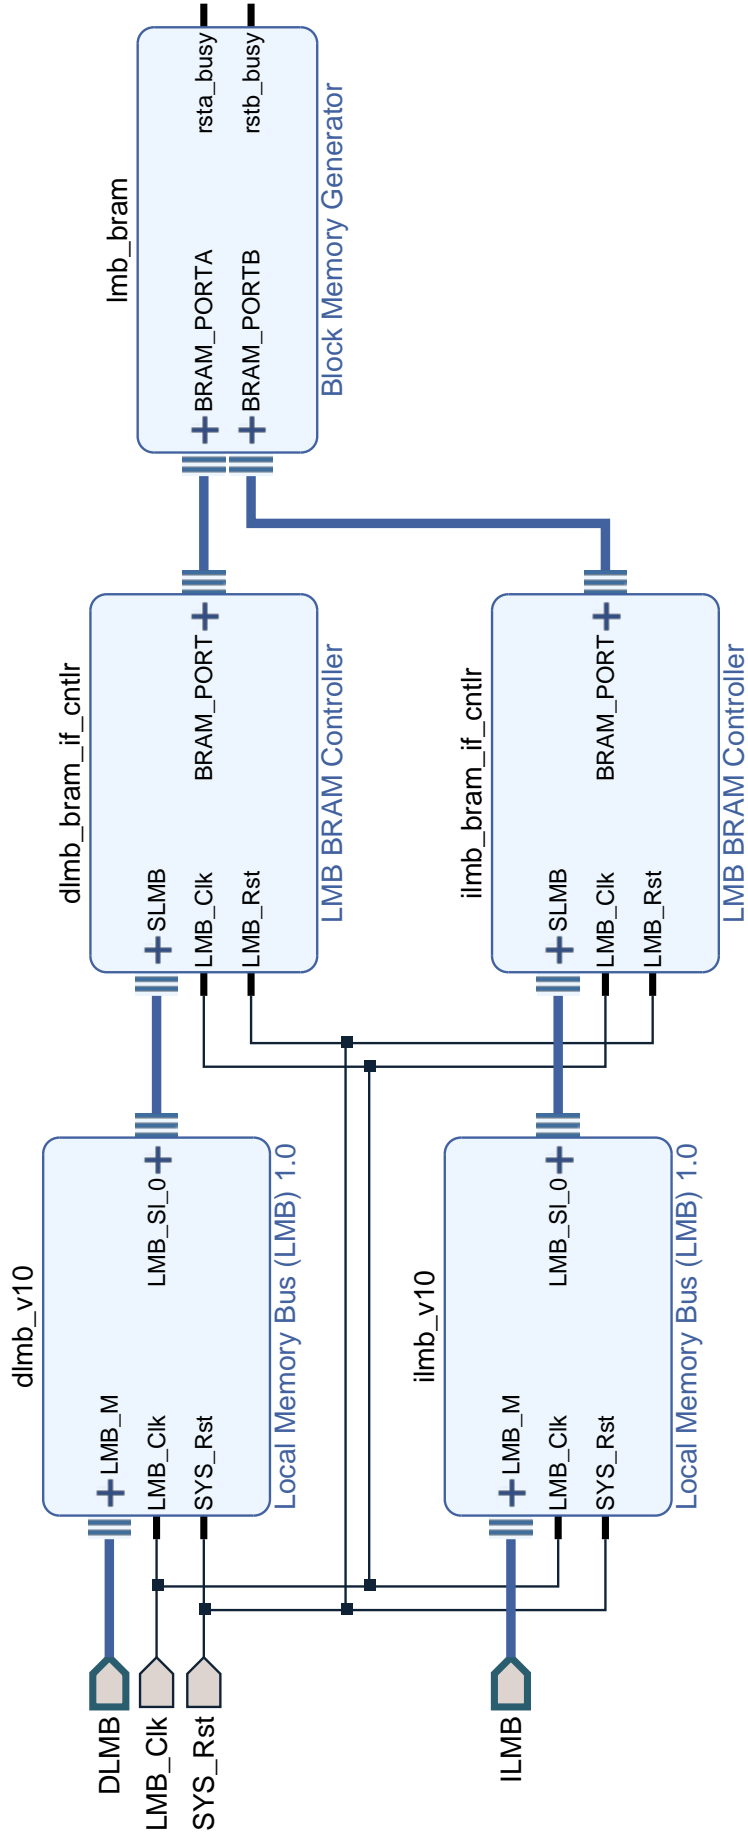 DLMB
LMB_Clk
SYS_Rst
ILMB
dlmb_v10
LMB_M
LMB_Clk
SYS_Rst
LMB_Sl_0
Local Memory Bus (LMB) 1.0
ilmb_v10
LMB_M
LMB_Clk
SYS_Rst
LMB_Sl_0
Local Memory Bus (LMB) 1.0
dlmb_bram_if_cntlr
SLMB
LMB_Clk
LMB_Rst
BRAM_PORT
LMB BRAM Controller
ilmb_bram_if_cntlr
SLMB
LMB_Clk
LMB_Rst
BRAM_PORT
LMB BRAM Controller
lmb_bram
BRAM_PORTA
BRAM_PORTB
rsta_busy
rstb_busy
Block Memory Generator